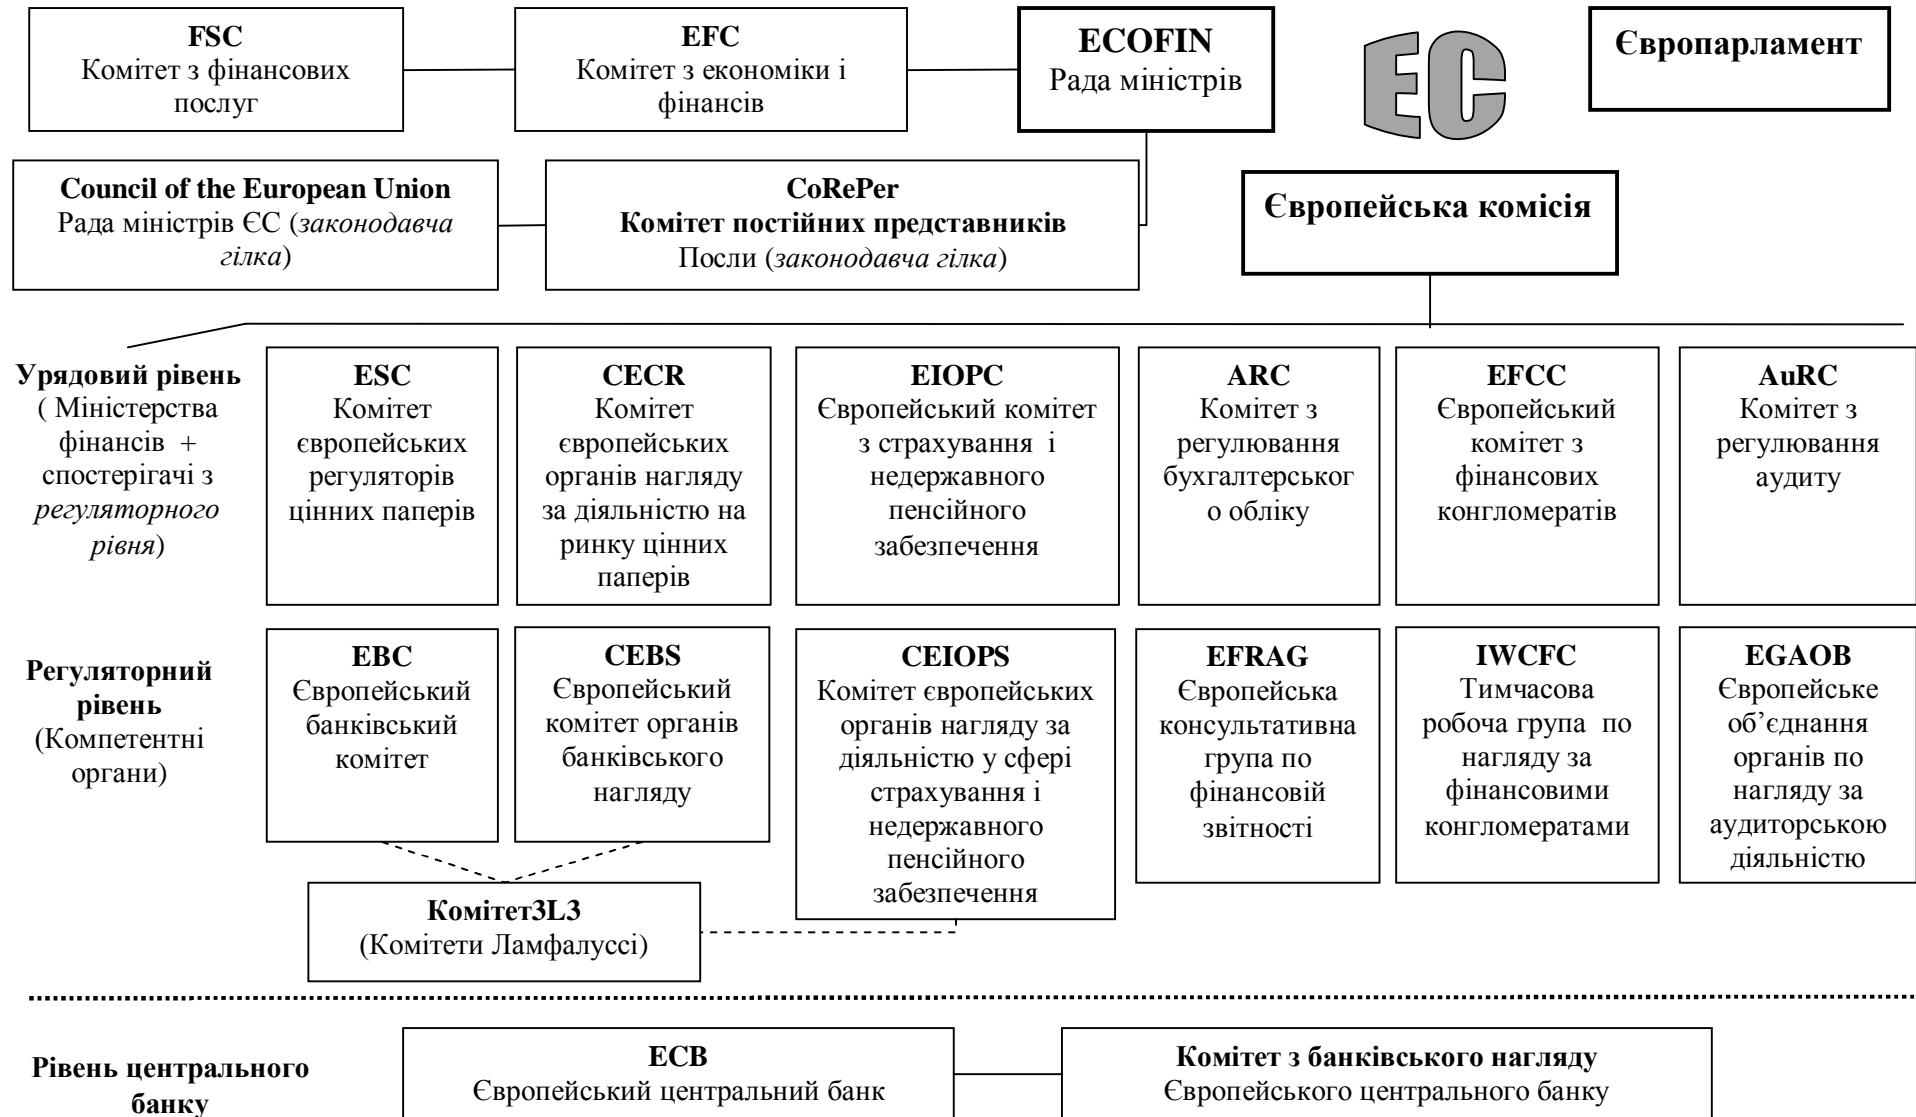 FSC
Комітет з фінансових
послуг
EFC
Комітет з економіки і
фінансів
ECOFIN
Рада міністрів
ЕС
Європарламент
Council of the European Union
Рада міністрів ЄС (законодавча
гілка)
CoRePer
Комітет постійних представників
Посли (законодавча гілка)
Європейська комісія
Урядовий рівень
( Міністерства
фінансів +
спостерігачі з
регуляторного
рівня)
ESC
Комітет
європейських
регуляторів
цінних паперів
CECR
Комітет
європейських
органів нагляду
за діяльністю на
ринку цінних
паперів
EIOPC
Європейський комітет
з страхування і
недержавного
пенсійного
забезпечення
ARC
Комітет з
регулювання
бухгалтерськог
о обліку
EFCC
Європейський
комітет з
фінансових
конгломератів
AuRC
Комітет з
регулювання
аудиту
Регуляторний
рівень
(Компетентні
органи)
EBC
Європейський
банківський
комітет
CEBS
Європейський
комітет органів
банківського
нагляду
CEIOPS
Комітет європейських
органів нагляду за
діяльністю у сфері
страхування і
недержавного
пенсійного
забезпечення
EFRAG
Європейська
консультативна
група по
фінансовій
звітності
IWCFC
Тимчасова
робоча група по
нагляду за
фінансовими
конгломератами
EGAOB
Європейське
об’єднання
органів по
нагляду за
аудиторською
діяльністю
Комітет3L3
(Комітети Ламфалуссі)
Рівень центрального
банку
ECB
Європейський центральний банк
Комітет з банківського нагляду
Європейського центрального банку